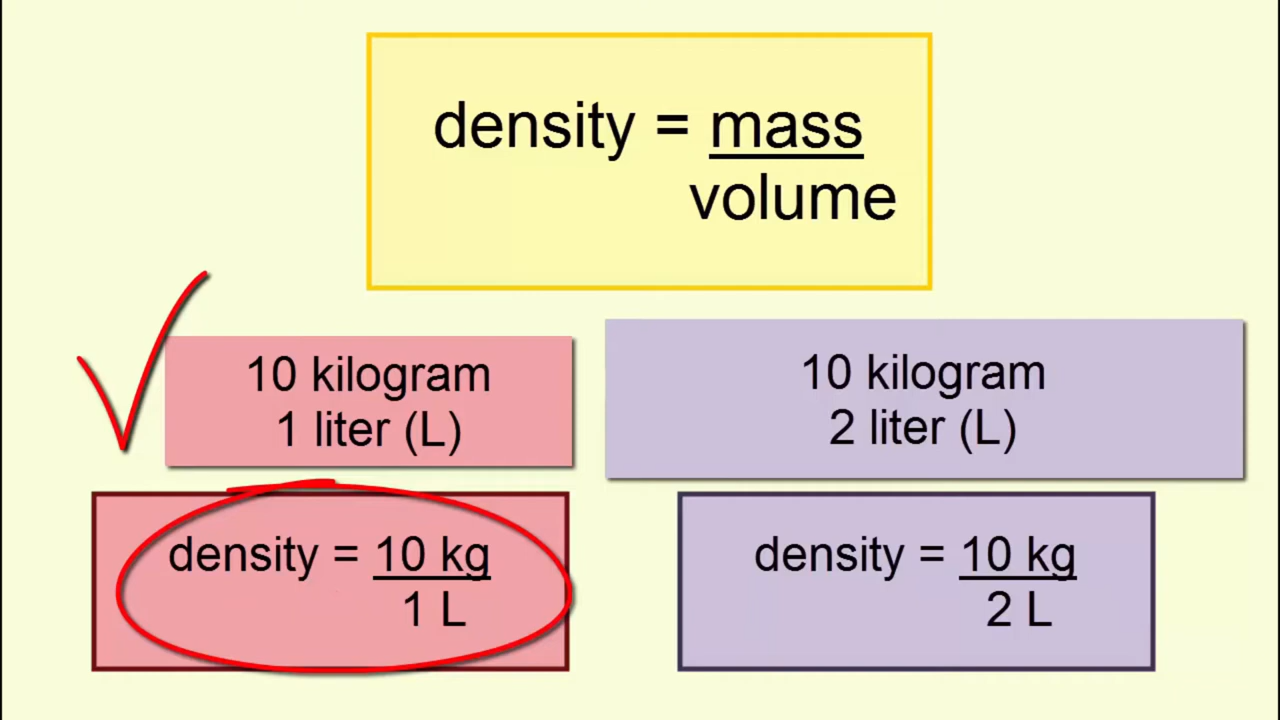 density = mass
volume
10 kilogram
1 liter (L)
10 kilogram
2 liter (L)
density = 10 kg
1 L
density = 10 kg
2 L